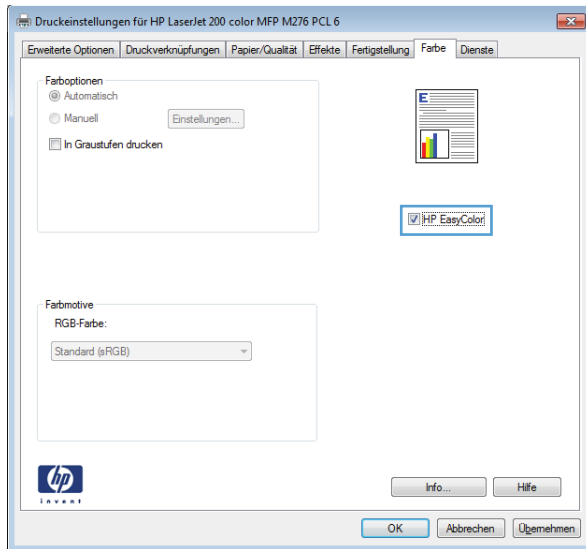 Druckeinstellungen für HP LaserJet 200 color MFP M276 PCL 6
Erweiterte Optionen Druckverknüpfungen Papier/Qualität Effekte Fertigstellung Farbe Dienste
Farboptionen
Automatisch
Manuell Einstellungen...
In Graustufen drucken
E
HP EasyColor
Farbmotive
RGB-Farbe:
Standard (sRGB)
hp
invent
Info... Hilfe
OK Abbrechen Übernehmen